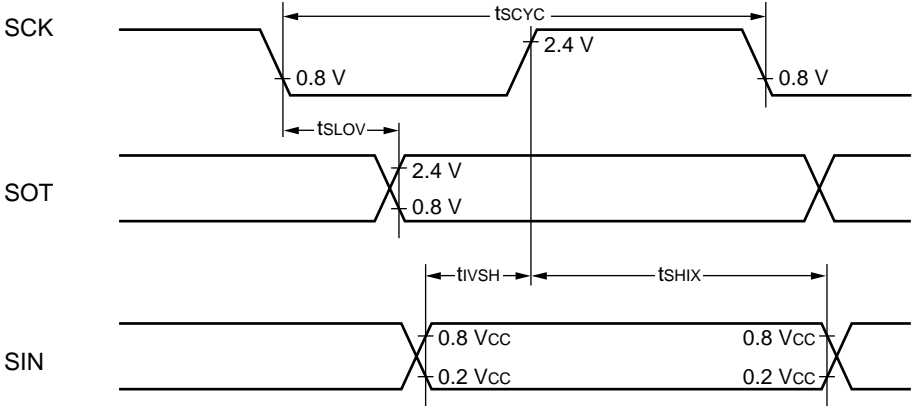 SCK
tSCYC
2.4 V
0.8 V
0.8 V
tSLOV
SOT
2.4 V
0.8 V
tIVSH
tSHIX
SIN
0.8 VCC
0.8 VCC
0.2 VCC
0.2 VCC